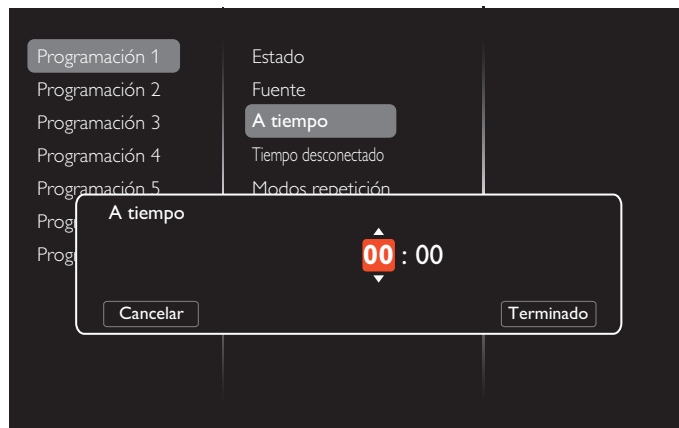 Programación 1
Programación 2
Programación 3
Programación 4
Programación 5
Estado
Fuente
A tiempo
Tiempo desconectado
Modos repetición
A tiempo
00 : 00
Cancelar
Terminado